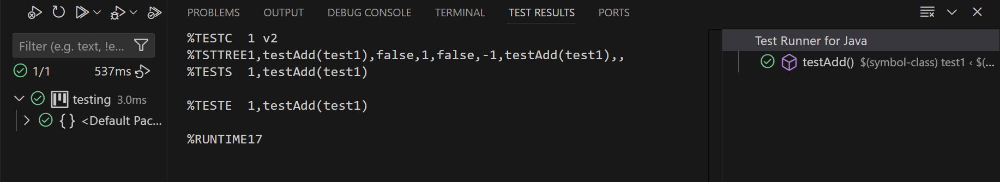 PROBLEMS OUTPUT DEBUG CONSOLE TERMINAL TEST RESULTS PORTS
Filter (e.g. text, !e...
1/1 537ms
testing 3.0ms
{} <Default Pac...
%TESTC  1 v2
%TSTTREE1,testAdd(test1),false,1,false,-1,testAdd(test1),,
%TESTS  1,testAdd(test1)
%TESTE  1,testAdd(test1)
%RUNTIME17
Test Runner for Java
testAdd() $(symbol-class) test1 ‹ $(...